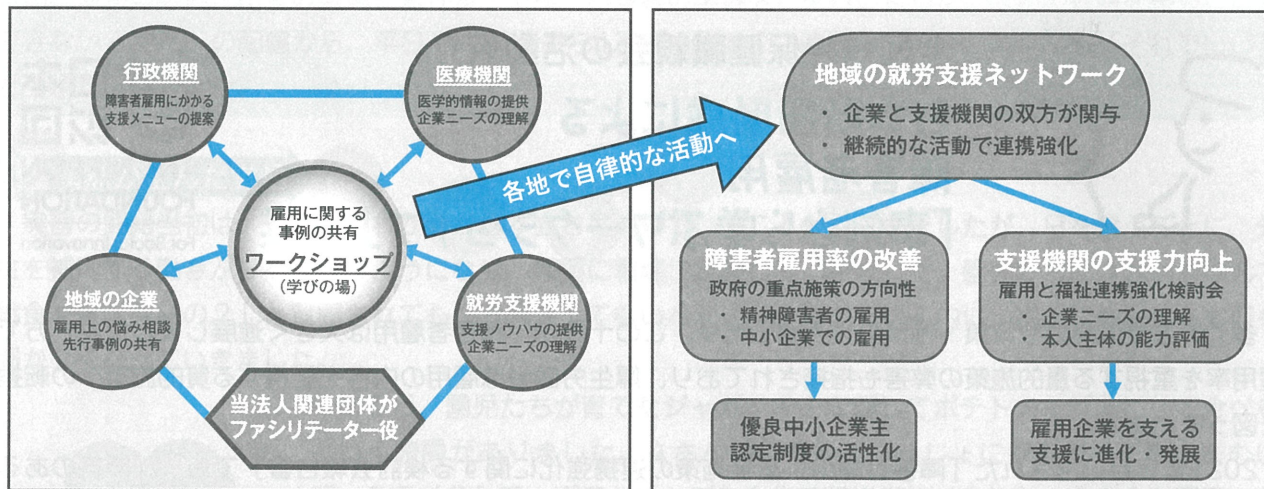 行政機関
障害者雇用にかかる
支援メニューの提案
医療機関
医学的情報の提供
企業ニーズの理解
雇用に関する
事例の共有
ワークショップ
(学びの場)
地域の企業
雇用上の悩み相談
先行事例の共有
就労支援機関
支援ノウハウの提供
企業ニーズの理解
当法人関連団体が
ファシリテーター役
各地で自律的な活動へ
地域の就労支援ネットワーク
・ 企業と支援機関の双方が関与
・ 継続的な活動で連携強化
障害者雇用率の改善
政府の重点施策の方向性
・ 精神障害者の雇用
・ 中小企業での雇用
支援機関の支援力向上
雇用と福祉連携強化検討会
・ 企業ニーズの理解
・ 本人主体の能力評価
優良中小企業主
認定制度の活性化
雇用企業を支える
支援に進化・発展